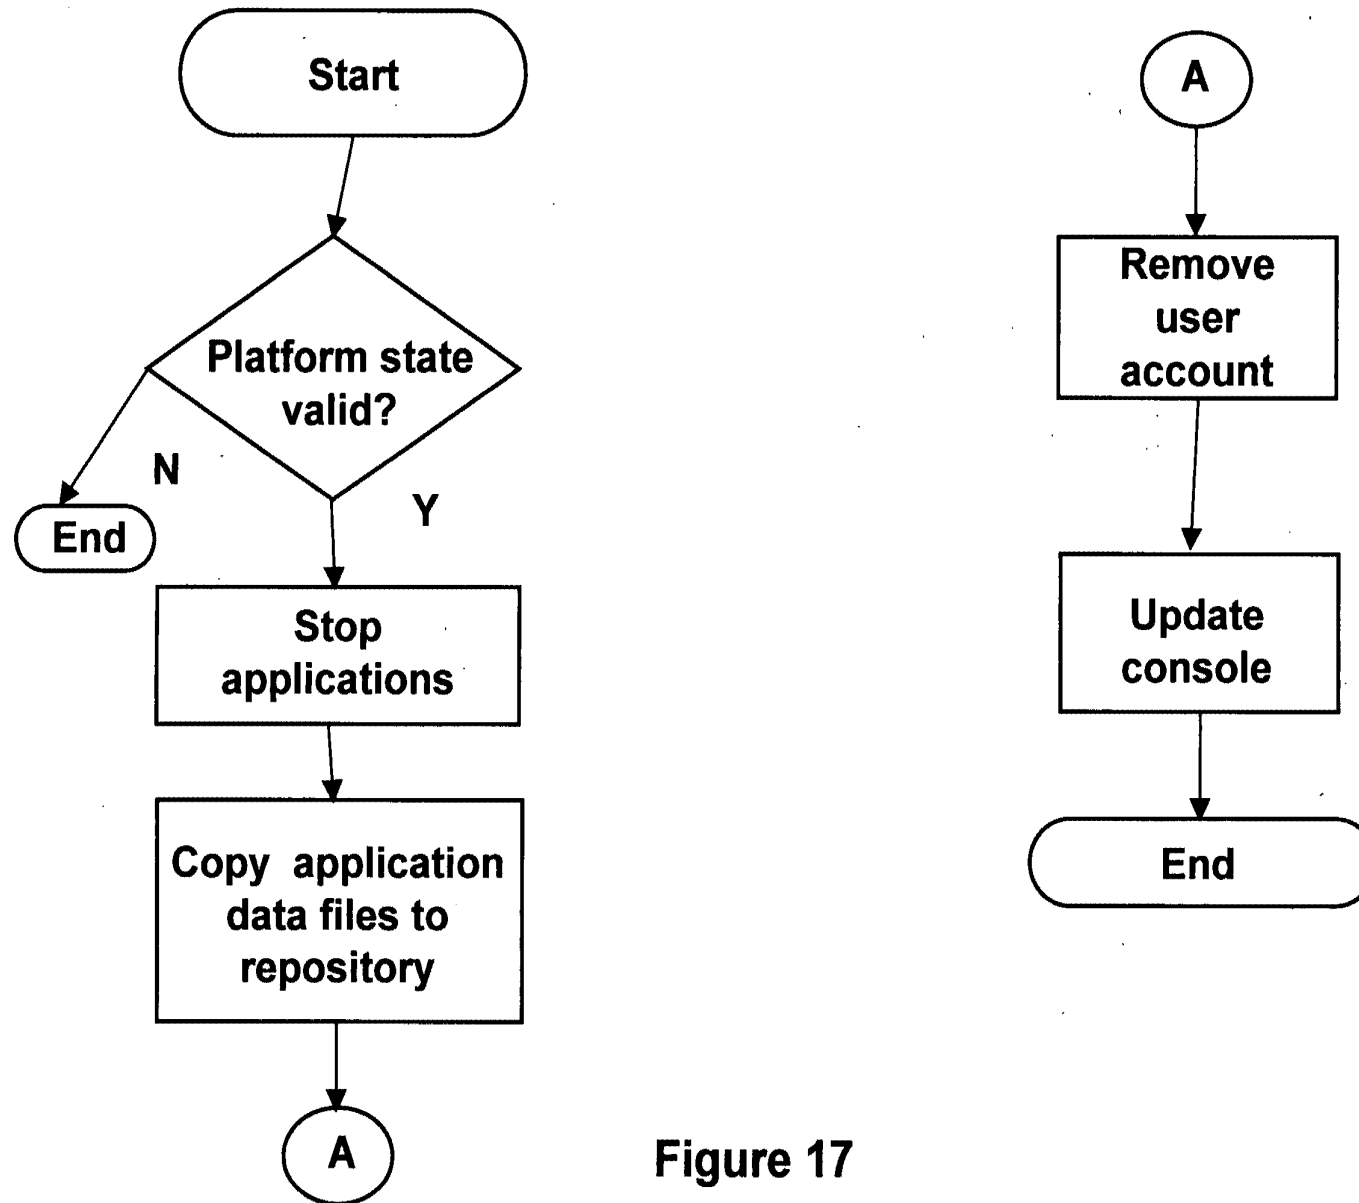 Start
Platform state
valid?
N
Y
End
Stop
applications
Copy application
data files to
repository
A
A
Remove
user
account
Update
console
End
Figure 17